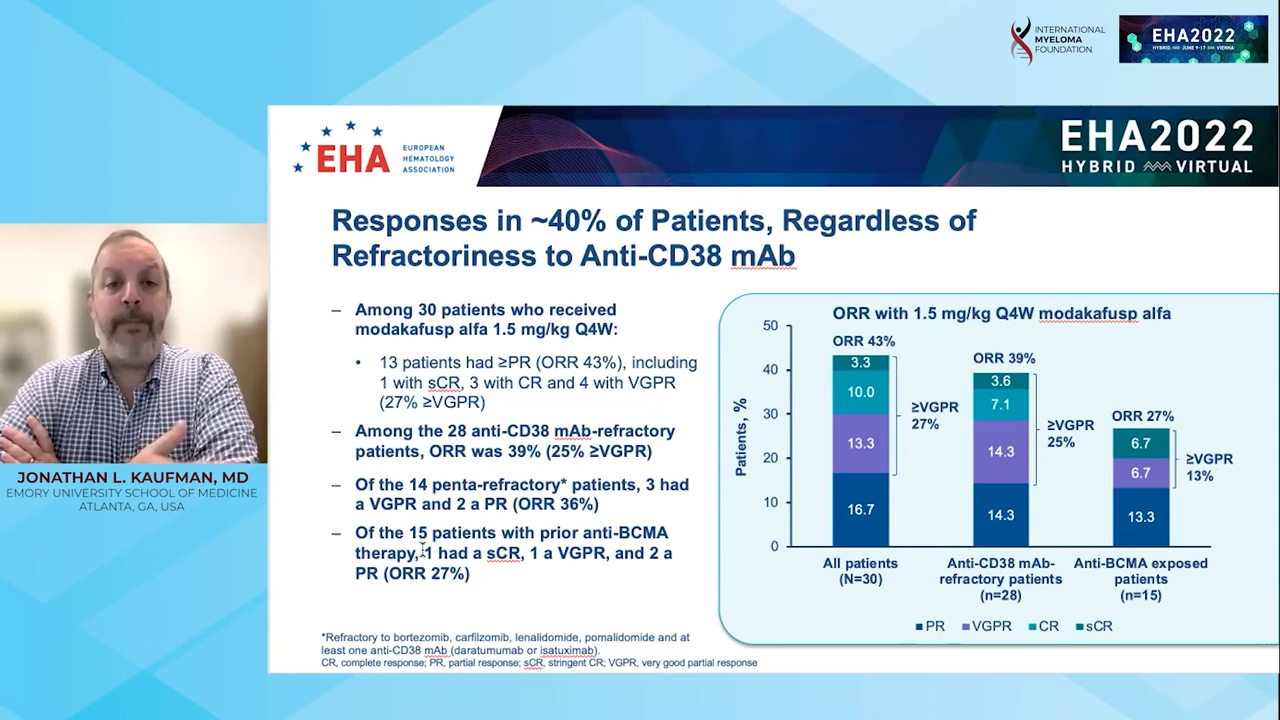 INTERNATIONAL
MYELOMA
FOUNDATION
EHA2022
HYBRID JUNE 9-17 VIENNA
EHA
EUROPEAN
HEMATOLOGY
ASSOCIATION
EHA2022
HYBRID VIRTUAL
Responses in ~40% of Patients, Regardless of
Refractoriness to Anti-CD38 mAb
– Among 30 patients who received
modakafusp alfa 1.5 mg/kg Q4W:
• 13 patients had ≥PR (ORR 43%), including
1 with sCR, 3 with CR and 4 with VGPR
(27% ≥VGPR)
– Among the 28 anti-CD38 mAb-refractory
patients, ORR was 39% (25% ≥VGPR)
– Of the 14 penta-refractory* patients, 3 had
a VGPR and 2 a PR (ORR 36%)
– Of the 15 patients with prior anti-BCMA
therapy, 1 had a sCR, 1 a VGPR, and 2 a
PR (ORR 27%)
*Refractory to bortezomib, carfilzomib, lenalidomide, pomalidomide and at
least one anti-CD38 mAb (daratumumab or isatuximab).
CR, complete response; PR, partial response; sCR, stringent CR; VGPR, very good partial response
ORR with 1.5 mg/kg Q4W modakafusp alfa
Patients, %
50
40
30
20
10
0
ORR 43%
3.3
10.0
13.3
16.7
≥VGPR
27%
All patients
(N=30)
ORR 39%
3.6
7.1
14.3
14.3
≥VGPR
25%
Anti-CD38 mAb-
refractory patients
(n=28)
ORR 27%
6.7
6.7
13.3
≥VGPR
13%
Anti-BCMA exposed
patients
(n=15)
PR VGPR CR sCR
JONATHAN L. KAUFMAN, MD
EMORY UNIVERSITY SCHOOL OF MEDICINE
ATLANTA, GA, USA